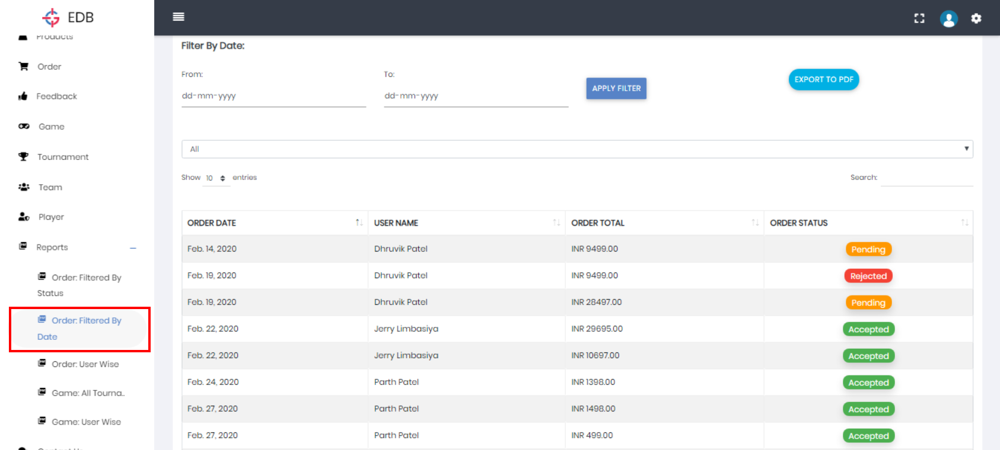 EDB
Products
Order
Feedback
Game
Tournament
Team
Player
Reports
Order: Filtered By
Status
Order: Filtered By
Date
Order: User Wise
Game: All Tourna..
Game: User Wise
Contact Us
Filter By Date:
From:
To:
dd-mm-yyyy
dd-mm-yyyy
APPLY FILTER
EXPORT TO PDF
All
Show 10 entries
Search:
ORDER DATE USER NAME ORDER TOTAL ORDER STATUS
Feb. 14, 2020 Dhruvik Patel INR 9499.00 Pending
Feb. 19, 2020 Dhruvik Patel INR 9499.00 Rejected
Feb. 19, 2020 Dhruvik Patel INR 28497.00 Pending
Feb. 22, 2020 Jerry Limbasiya INR 29695.00 Accepted
Feb. 22, 2020 Jerry Limbasiya INR 10697.00 Accepted
Feb. 24, 2020 Parth Patel INR 1398.00 Accepted
Feb. 27, 2020 Parth Patel INR 1498.00 Accepted
Feb. 27, 2020 Parth Patel INR 499.00 Accepted